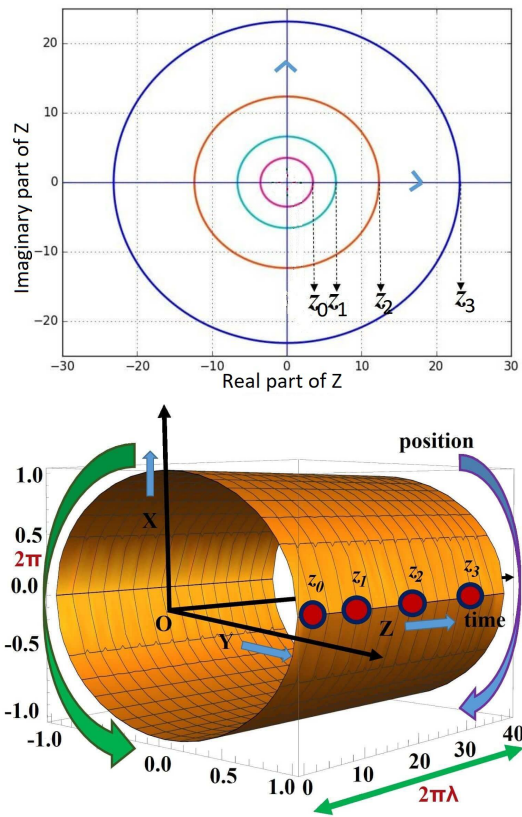 20
10
0
-10
-20
Imaginary part of Z
z0 z1 z2 z3
-30 -20 -10 0 10 20 30
Real part of Z
position
1.0
0.5
2π
0.0
-0.5
-1.0
X
O
Y
Z
z0 z1 z2 z3
time
-1.0 0.0 0.5 1.0
0 10 20 30 40
2πλ